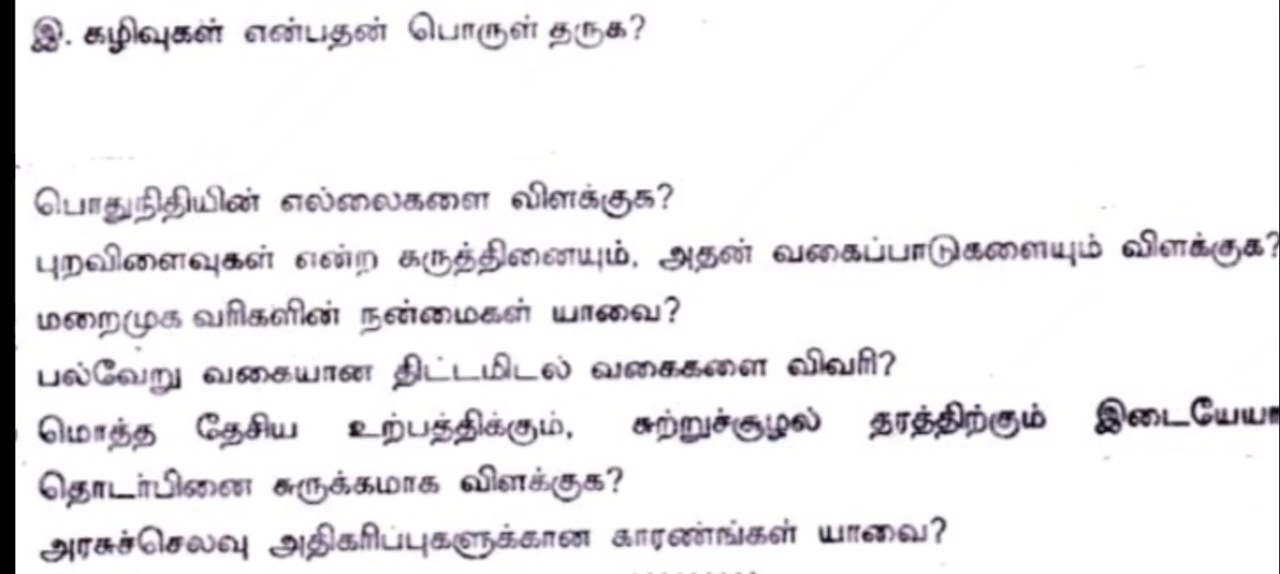 இ. கழிவுகள் என்பதன் பொருள் தருக?
பொதுநிதியின் எல்லைகளை விளக்குக?
புறவிளைவுகள் என்ற கருத்தினையும், அதன் வகைப்பாடுகளையும் விளக்குக?
மறைமுக வரிகளின் நன்மைகள் யாவை?
பல்வேறு வகையான திட்டமிடல் வகைகளை விவரி?
மொத்த தேசிய உற்பத்திக்கும், சுற்றுச்சூழல் தரத்திற்கும்
தொடர்பினை சுருக்கமாக விளக்குக?
அரசுச்செலவு அதிகரிப்புகளுக்கான காரண்ங்கள் யாவை?